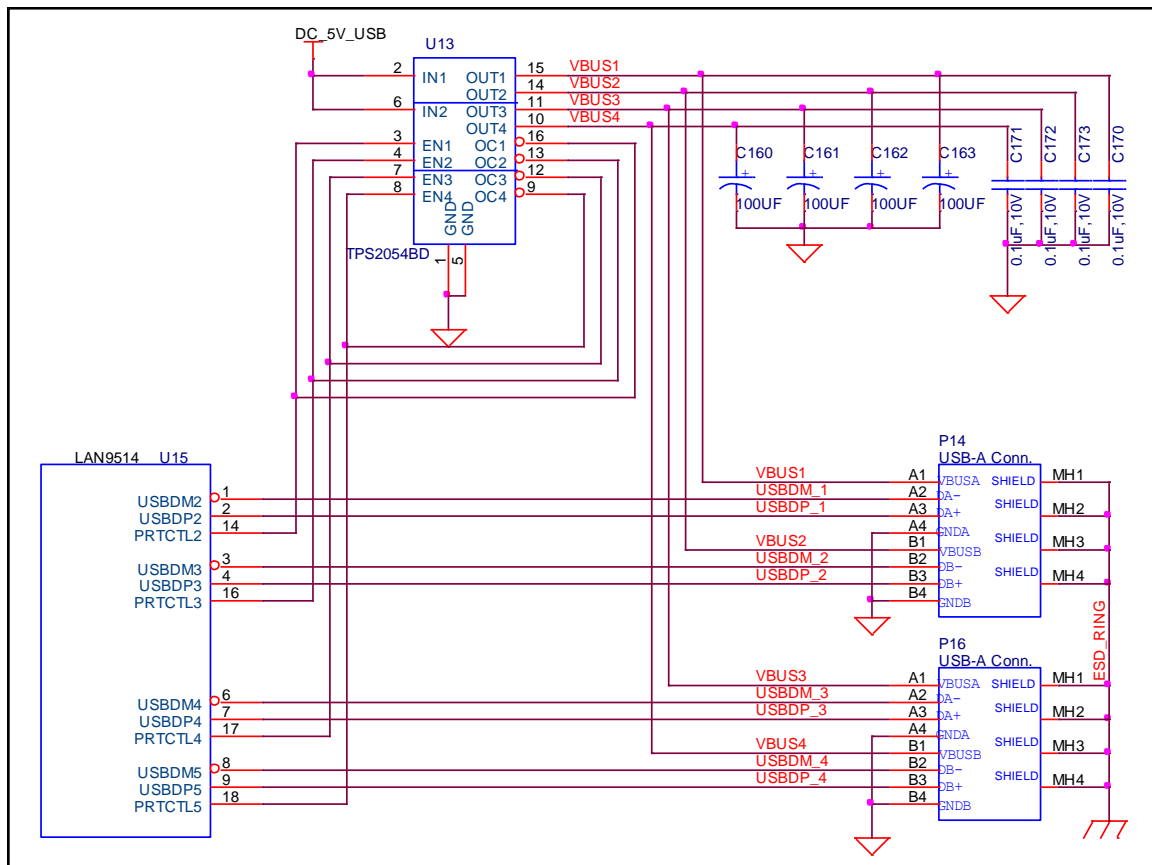 DC_5V_USB
U13
2 IN1 OUT1 15 VBUS1
OUT2 14 VBUS2
6 IN2 OUT3 11 VBUS3
OUT4 10 VBUS4
3 EN1 OC1 16
4 EN2 OC2 13
7 EN3 OC3 12
8 EN4 OC4 9
GND GND
1 5
TPS2054BD
C160 C161 C162 C163
+ + + +
100UF 100UF 100UF 100UF
C171 C172 C173 C170
0.1uF,10V 0.1uF,10V 0.1uF,10V 0.1uF,10V
LAN9514 U15
USBDM2 1
USBDP2 2
PRTCTL2 14
USBDM3 3
USBDP3 4
PRTCTL3 16
USBDM4 6
USBDP4 7
PRTCTL4 17
USBDM5 8
USBDP5 9
PRTCTL5 18
P14
USB-A Conn.
VBUS1 A1 VBUSA SHIELD MH1
USBDM_1 A2 DA-
USBDP_1 A3 DA+ SHIELD MH2
A4 GNDA
VBUS2 B1 VBUSB SHIELD MH3
USBDM_2 B2 DB-
USBDP_2 B3 DB+ SHIELD MH4
B4 GNDB
ESD_RING
P16
USB-A Conn.
VBUS3 A1 VBUSA SHIELD MH1
USBDM_3 A2 DA-
USBDP_3 A3 DA+ SHIELD MH2
A4 GNDA
VBUS4 B1 VBUSB SHIELD MH3
USBDM_4 B2 DB-
USBDP_4 B3 DB+ SHIELD MH4
B4 GNDB